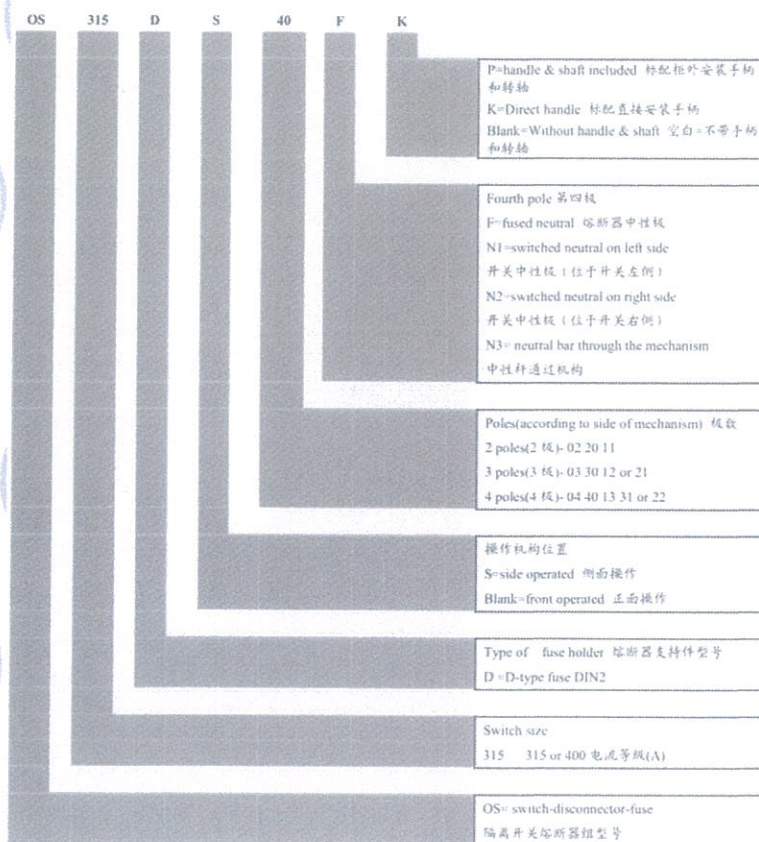 OS 315 D S 40 F K
P=handle & shaft included 标配柜外安装手柄
和转轴
K=Direct handle 标配直接安装手柄
Blank=Without handle & shaft 空白=不带手柄
和转轴
Fourth pole 第四极
F=fused neutral 熔断器中性极
N1=switched neutral on left side
开关中性极（位于开关左侧）
N2=switched neutral on right side
开关中性极（位于开关右侧）
N3= neutral bar through the mechanism
中性杆通过机构
Poles(according to side of mechanism) 极数
2 poles(2 极)- 02 20 11
3 poles(3 极)- 03 30 12 or 21
4 poles(4 极)- 04 40 13 31 or 22
操作机构位置
S=side operated 侧面操作
Blank=front operated 正面操作
Type of fuse holder 熔断器支持件型号
D =D-type fuse DIN2
Switch size
315 315 or 400 电流等级(A)
OS= switch-disconnector-fuse
隔离开关熔断器组型号